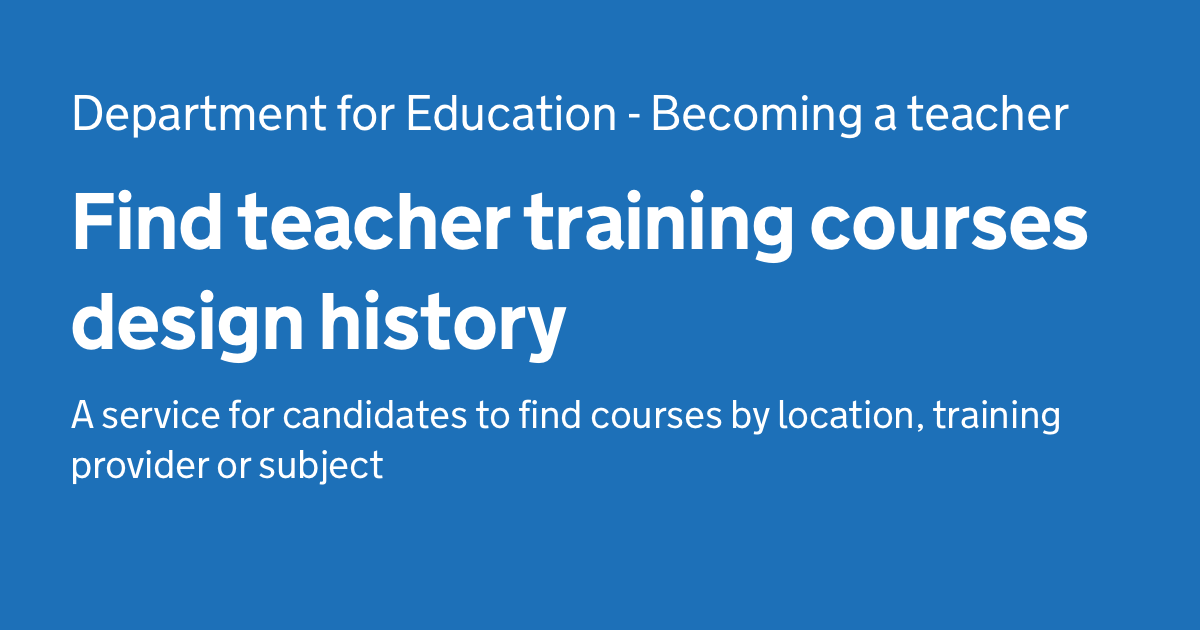 Department for Education - Becoming a teacher
Find teacher training courses
design history
A service for candidates to find courses by location, training
provider or subject